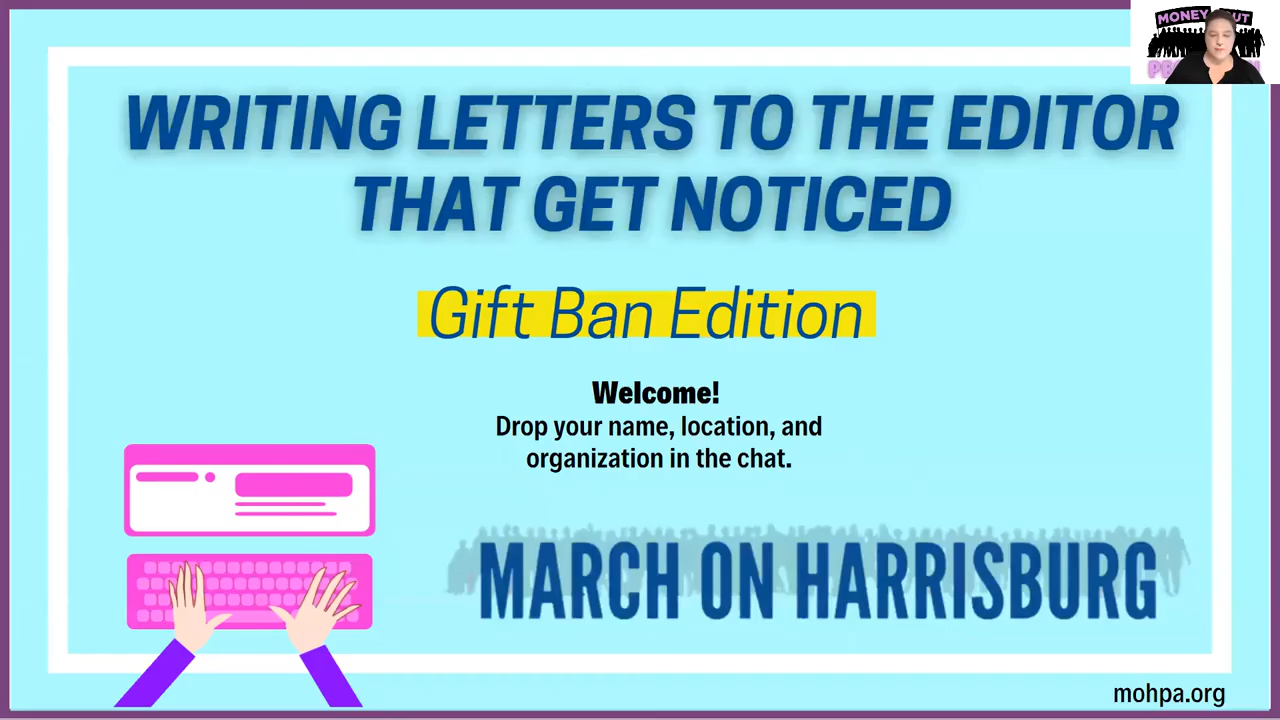 MONEY OUT
WRITING LETTERS TO THE EDITOR
THAT GET NOTICED
Gift Ban Edition
Welcome!
Drop your name, location, and
organization in the chat.
MARCH ON HARRISBURG
mohpa.org